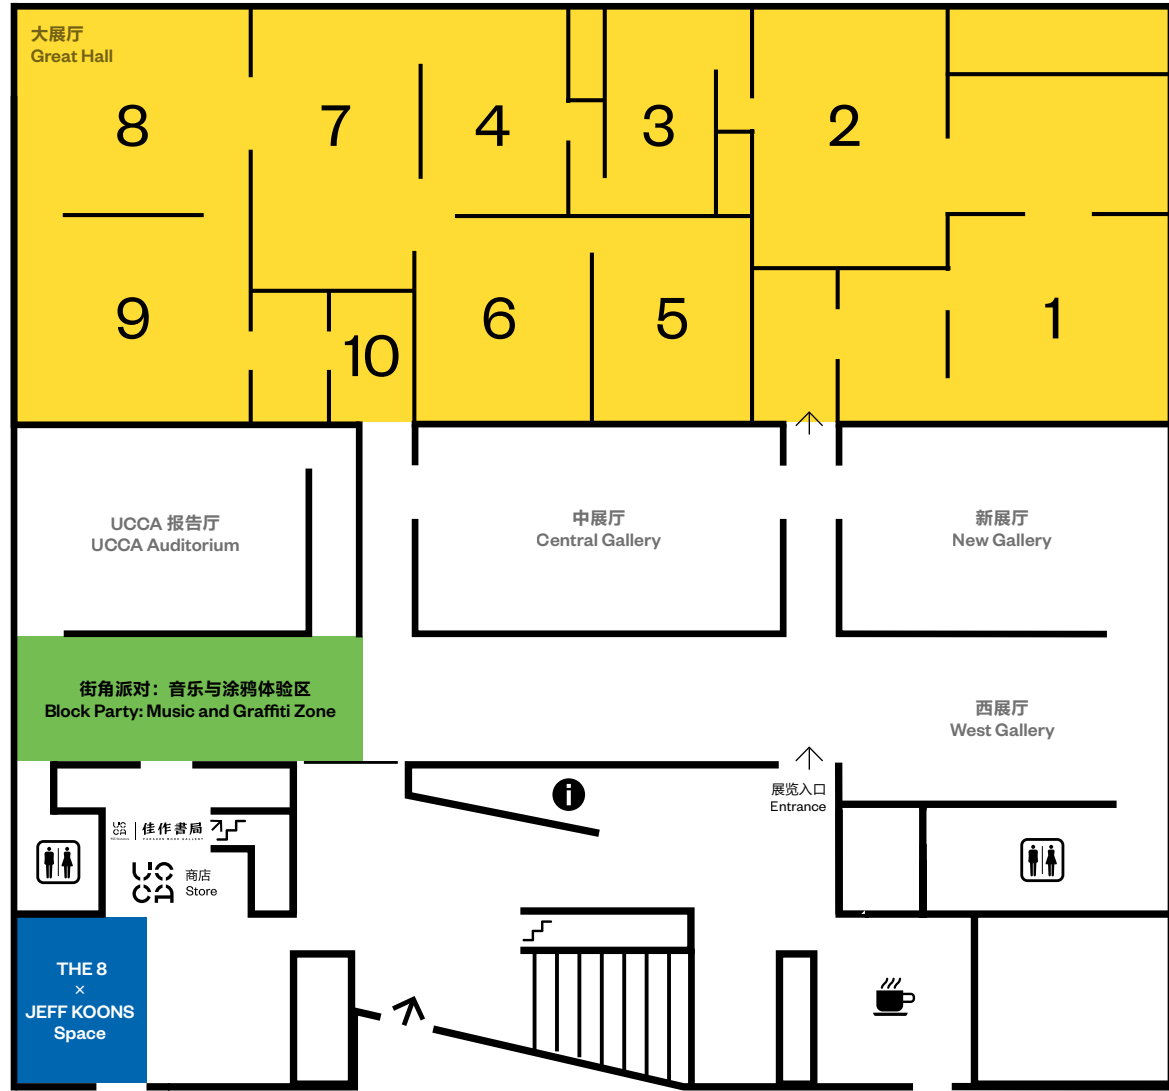 大展厅
Great Hall
8
7
4
3
2
9
10
6
5
1
UCCA 报告厅
UCCA Auditorium
中展厅
Central Gallery
新展厅
New Gallery
街角派对：音乐与涂鸦体验区
Block Party: Music and Graffiti Zone
西展厅
West Gallery
展览入口
Entrance
i
UCCA | 佳作書局
UCCA
商店
Store
THE 8
×
JEFF KOONS
Space